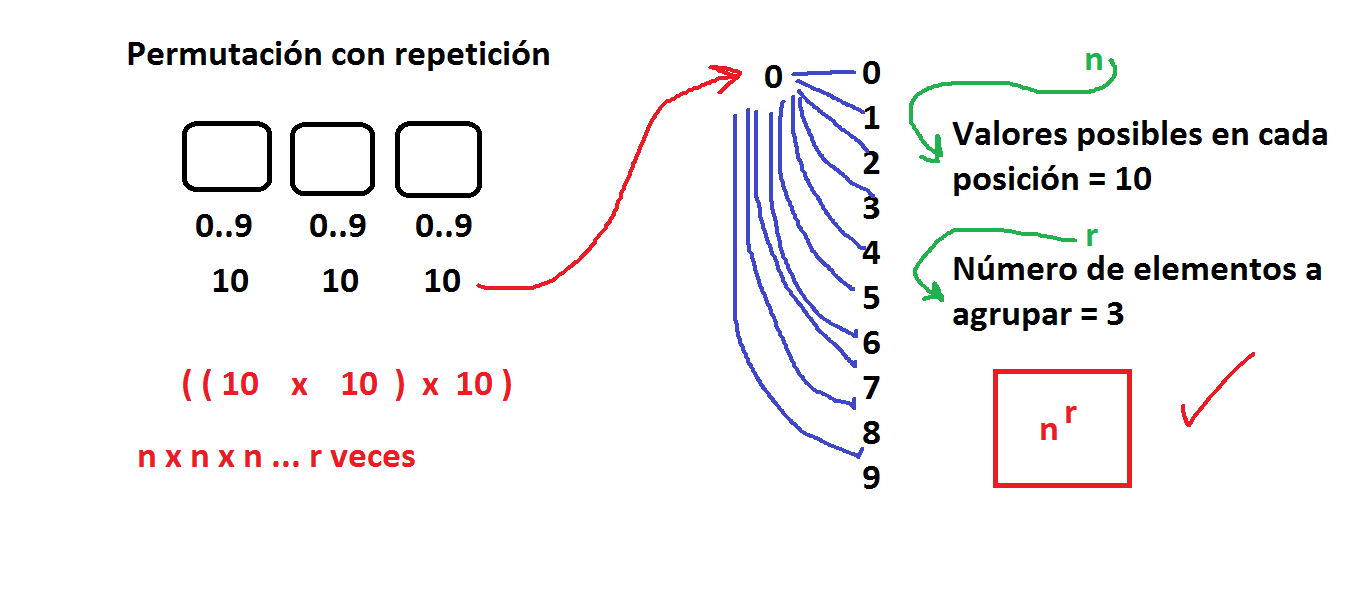 Permutación con repetición
0..9 0..9 0..9
10 10 10
( ( 10 x 10 ) x 10 )
n x n x n ... r veces
0
0
1
2
3
4
5
6
7
8
9
n
Valores posibles en cada
posición = 10
r
Número de elementos a
agrupar = 3
n r